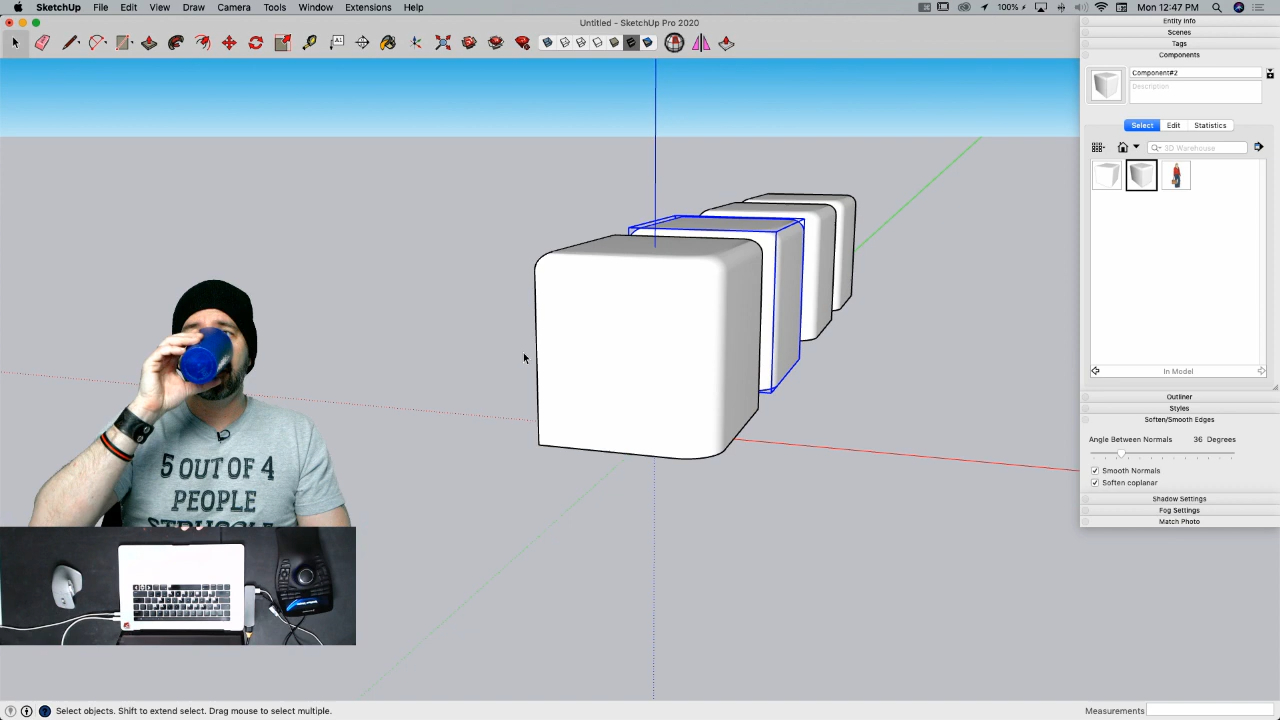 SketchUp File Edit View Draw Camera Tools Window Extensions Help 100% Mon 12:47 PM
Untitled - SketchUp Pro 2020
Entity Info
Scenes
Tags
Components
Component#2
Description
Select Edit Statistics
3D Warehouse
In Model
Outliner
Styles
Soften/Smooth Edges
Angle Between Normals 36 Degrees
Smooth Normals
Soften coplanar
Shadow Settings
Fog Settings
Match Photo
5 OUT OF 4
PEOPLE
STRUGGLE
Select objects. Shift to extend select. Drag mouse to select multiple.
Measurements